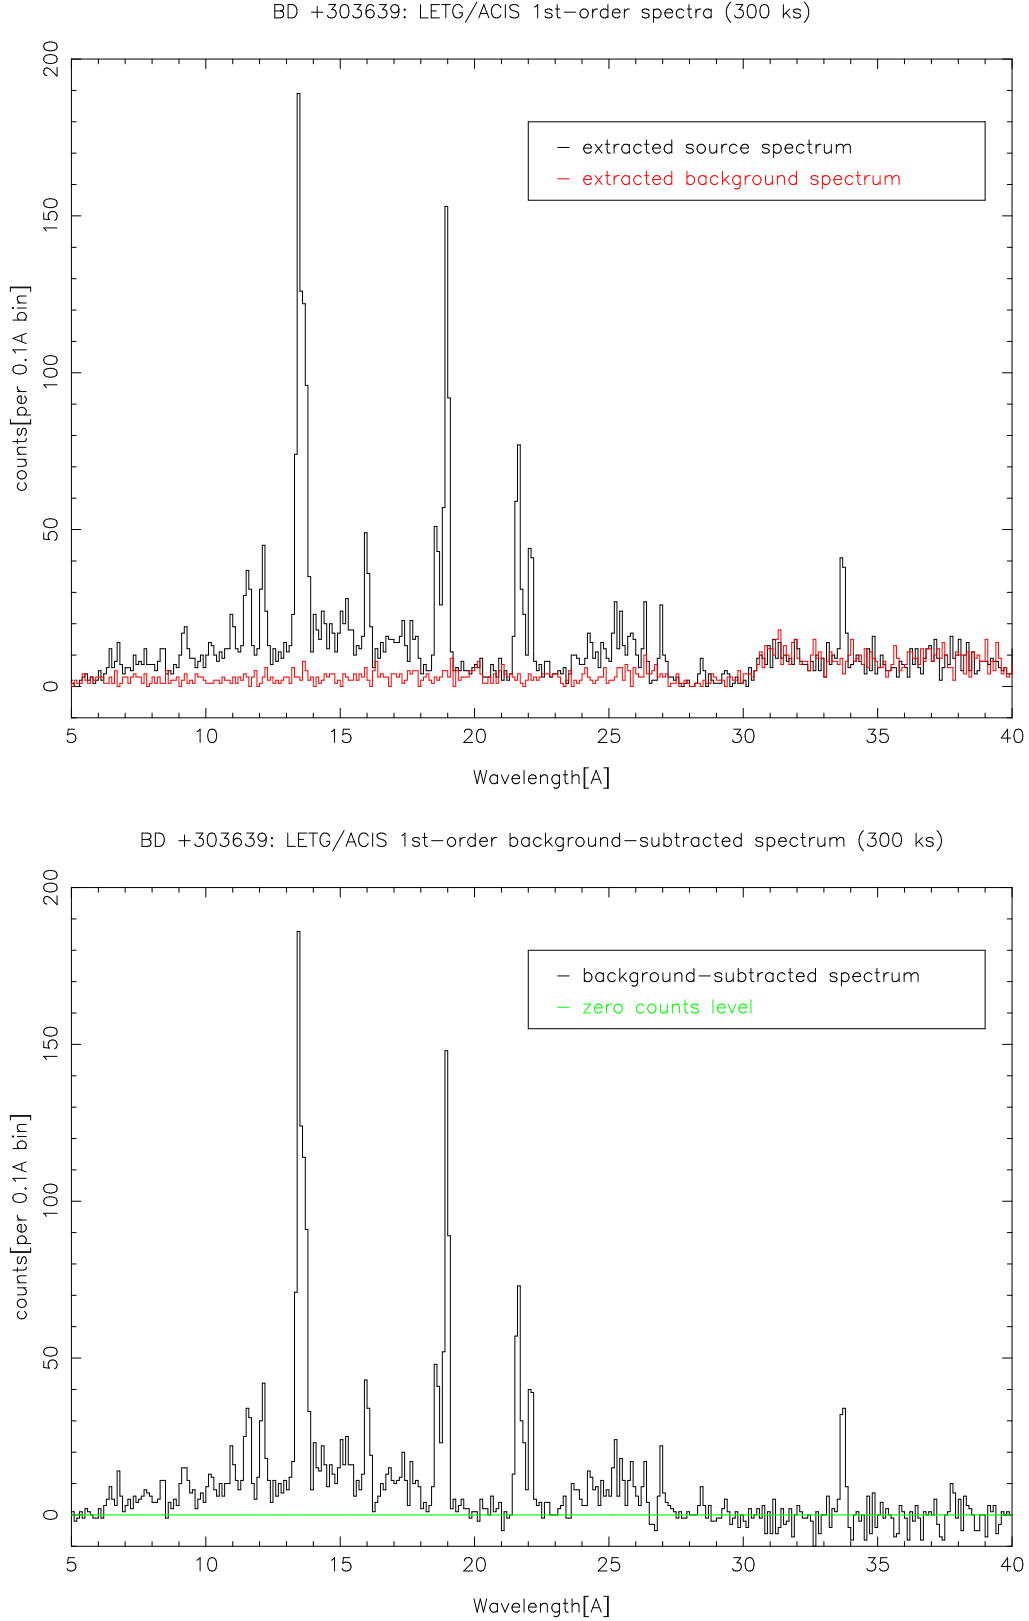 BD +303639: LETG/ACIS 1st-order spectra (300 ks)
200
150
100
50
0
counts[per 0.1A bin]
- extracted source spectrum
- extracted background spectrum
5 10 15 20 25 30 35 40
Wavelength[A]
BD +303639: LETG/ACIS 1st-order background-subtracted spectrum (300 ks)
200
150
100
50
0
counts[per 0.1A bin]
- background-subtracted spectrum
- zero counts level
5 10 15 20 25 30 35 40
Wavelength[A]